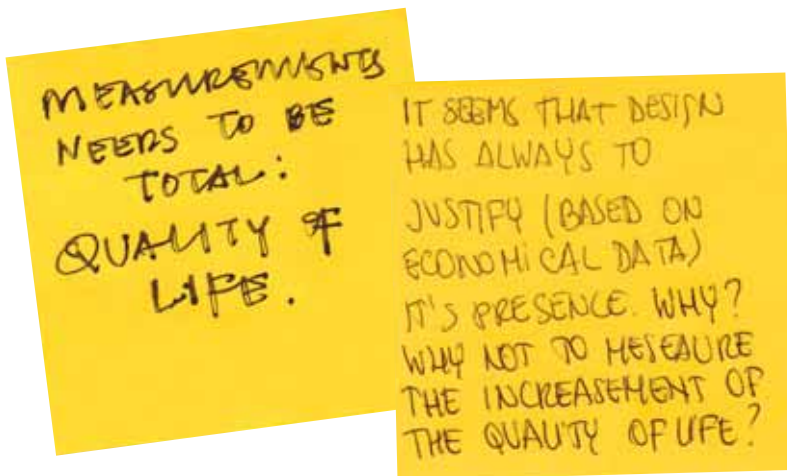 MEASUREMENTS
NEEDS TO BE
TOTAL:
QUALITY OF
LIFE.
IT SEEMS THAT DESIGN
HAS ALWAYS TO
JUSTIFY (BASED ON
ECONOMICAL DATA)
IT'S PRESENCE. WHY?
WHY NOT TO MESEAURE
THE INCREASEMENT OF
THE QUALITY OF LIFE?